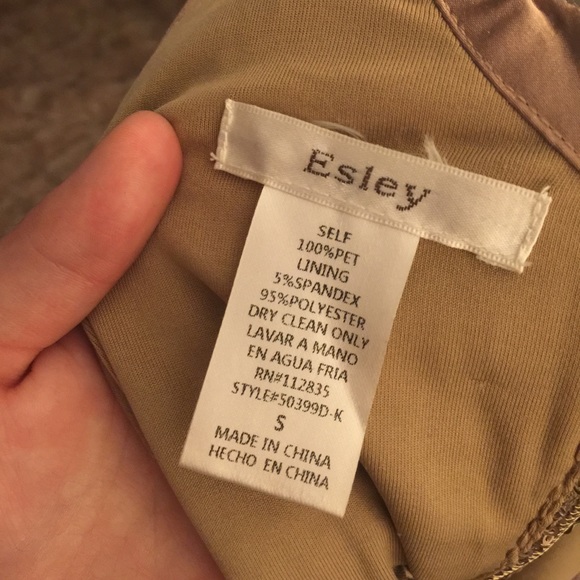 Esley
SELF
100%PET
LINING
5%SPANDEX
95%POLYESTER
DRY CLEAN ONLY
LAVAR A MANO
EN AGUA FRIA
RN#112835
STYLE#50399D-K
S
MADE IN CHINA
HECHO EN CHINA